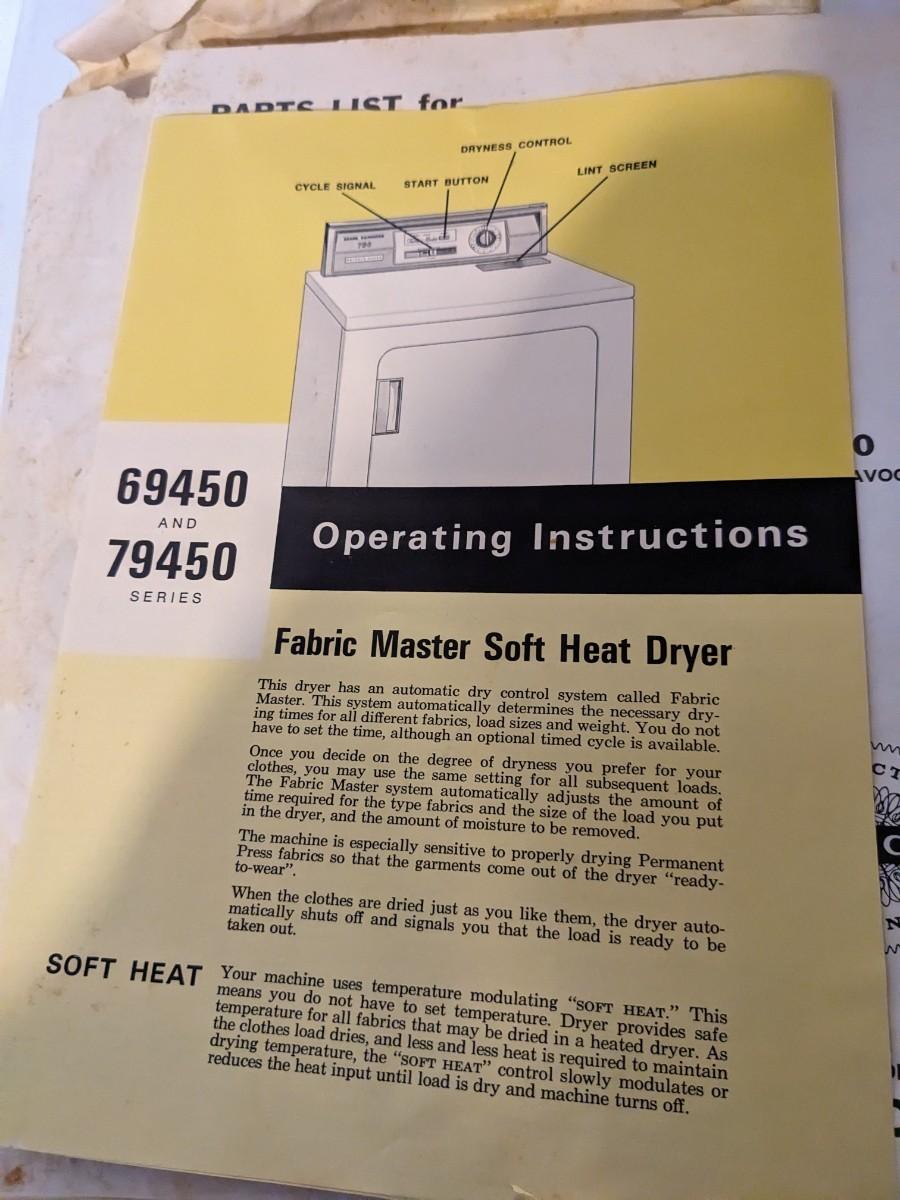 PARTS LIST for
DRYNESS CONTROL
CYCLE SIGNAL
START BUTTON
LINT SCREEN
69450
AND
79450
SERIES
Operating Instructions
Fabric Master Soft Heat Dryer
This dryer has an automatic dry control system called Fabric
Master. This system automatically determines the necessary dry-
ing times for all different fabrics, load sizes and weight. You do not
have to set the time, although an optional timed cycle is available.
Once you decide on the degree of dryness you prefer for your
clothes, you may use the same setting for all subsequent loads.
The Fabric Master system automatically adjusts the amount of
time required for the type fabrics and the size of the load you put
in the dryer, and the amount of moisture to be removed.
The machine is especially sensitive to properly drying Permanent
Press fabrics so that the garments come out of the dryer “ready-
to-wear”.
When the clothes are dried just as you like them, the dryer auto-
matically shuts off and signals you that the load is ready to be
taken out.
SOFT HEAT
Your machine uses temperature modulating “SOFT HEAT.” This
means you do not have to set temperature. Dryer provides safe
temperature for all fabrics that may be dried in a heated dryer. As
the clothes load dries, and less and less heat is required to maintain
drying temperature, the “SOFT HEAT” control slowly modulates or
reduces the heat input until load is dry and machine turns off.